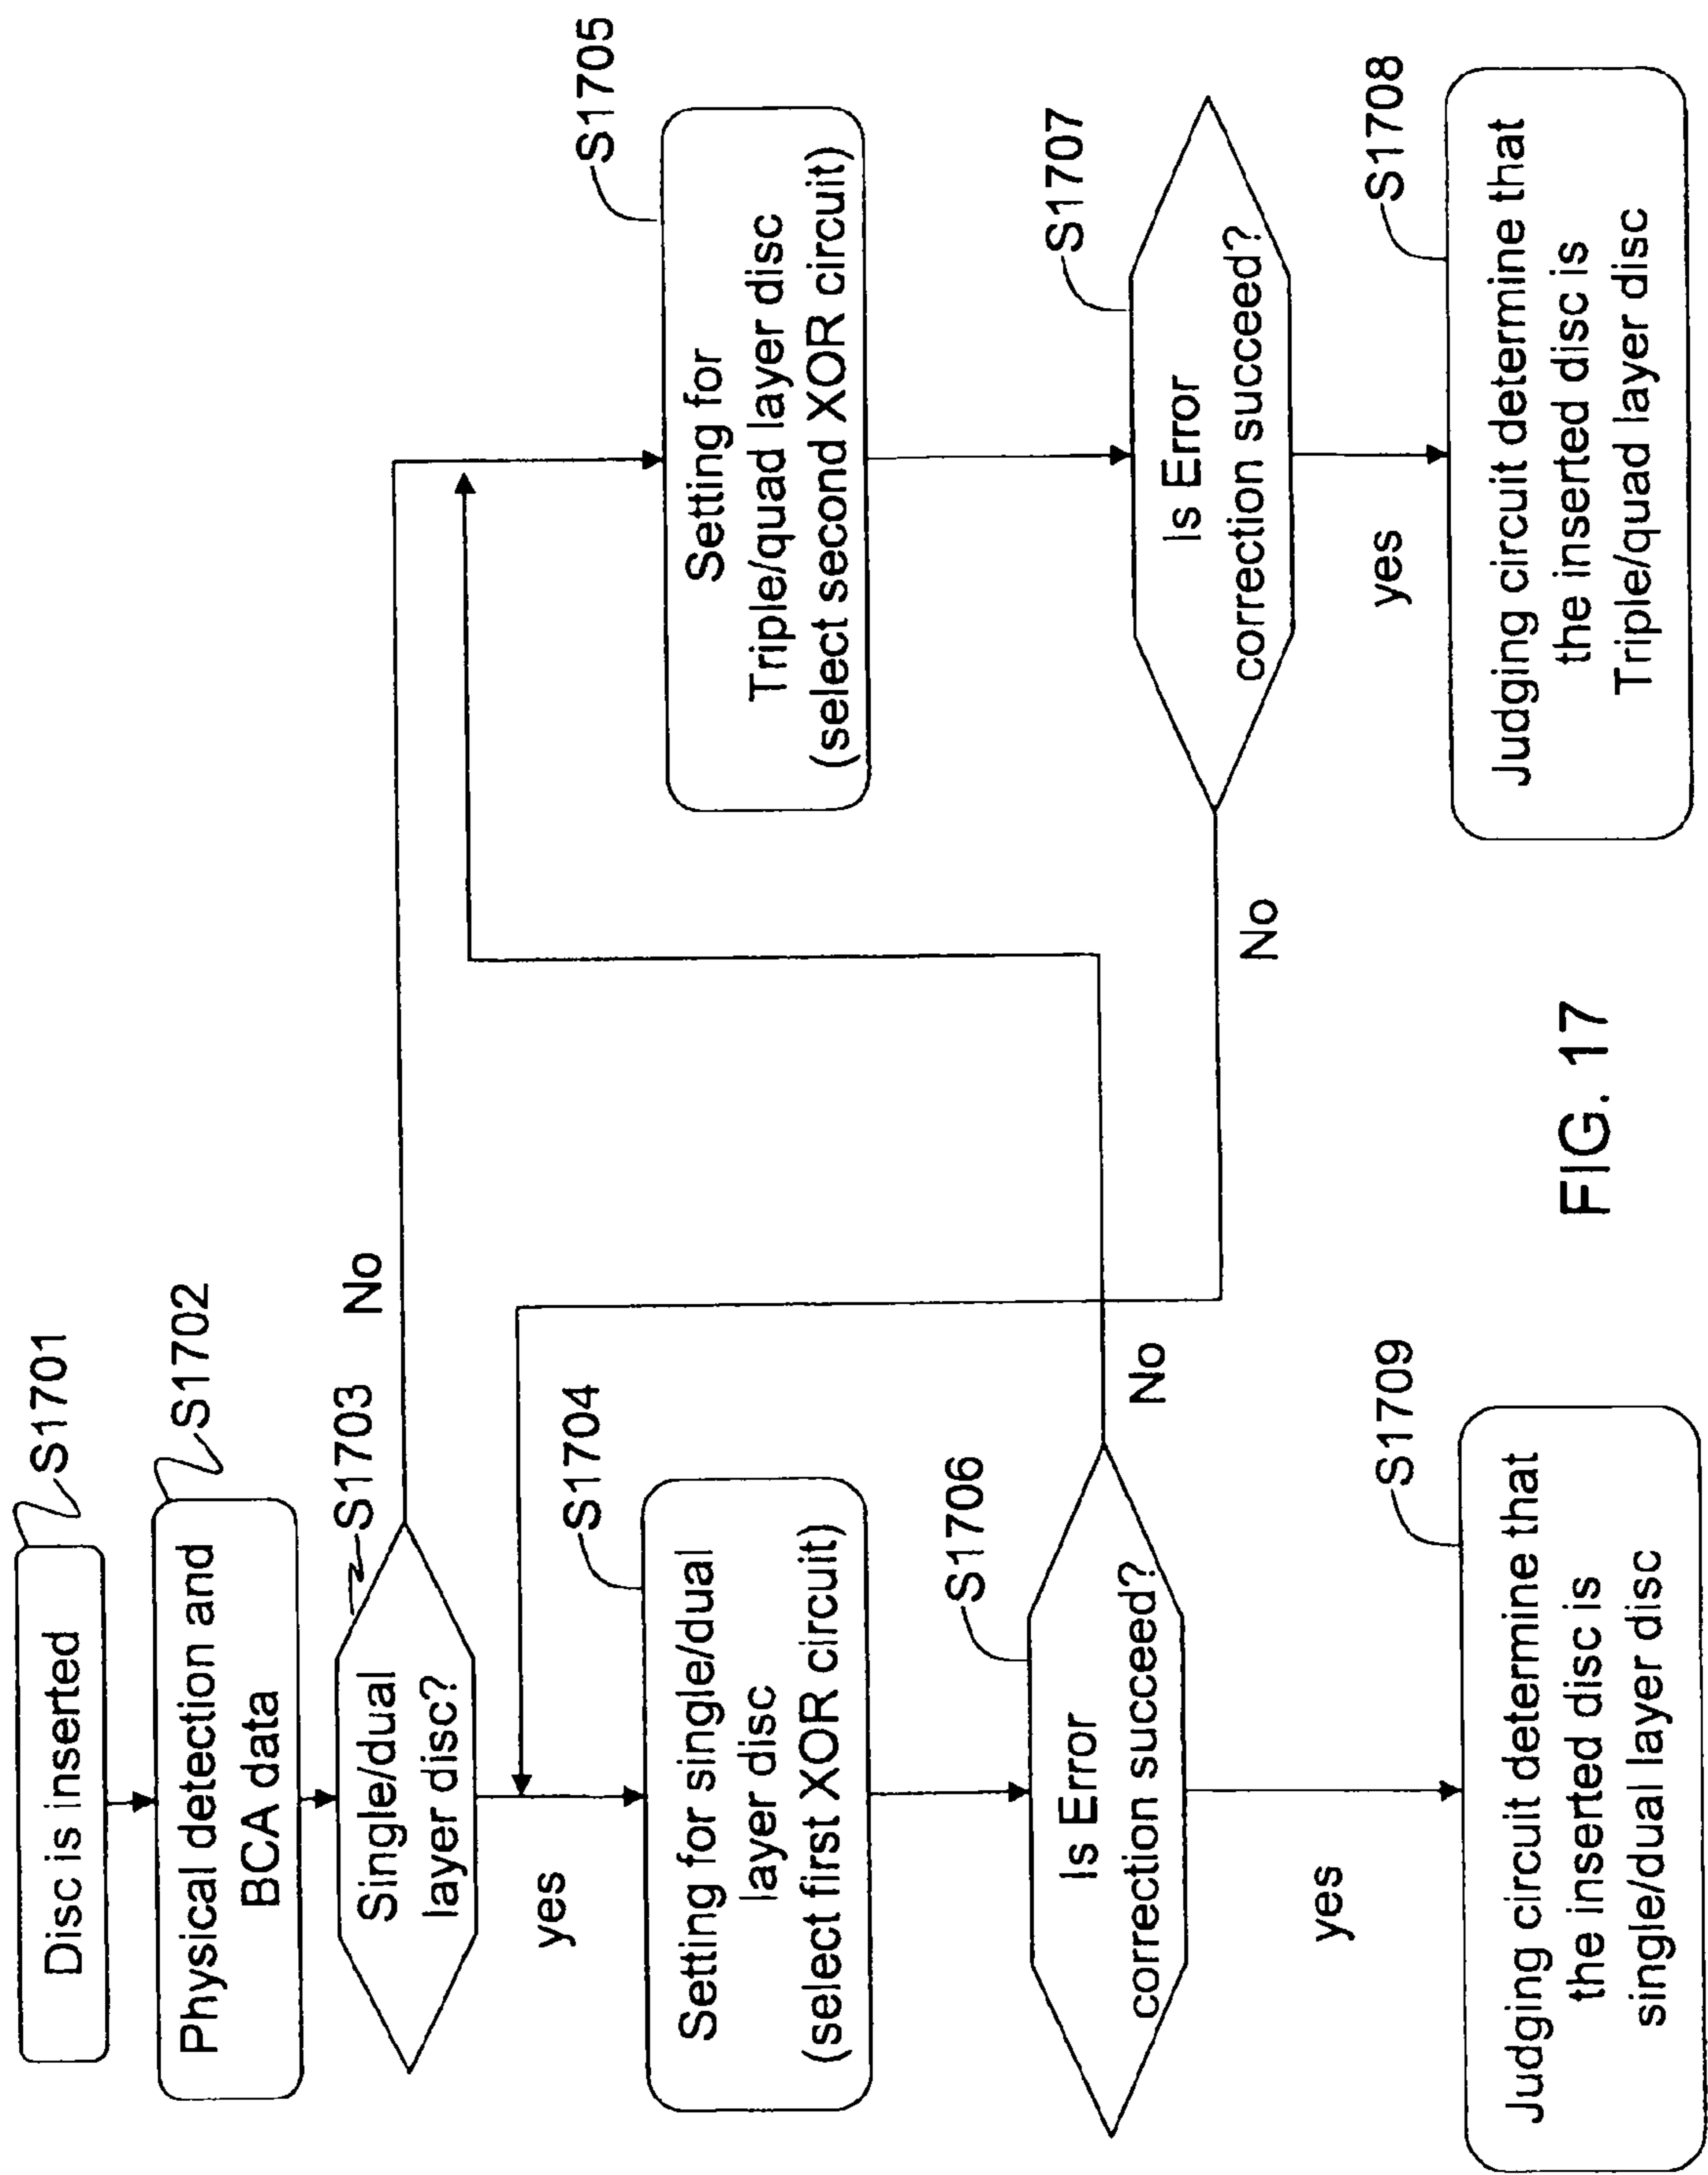 Disc is inserted
S1701
Physical detection and
BCA data
S1702
Single/dual
layer disc?
S1703
No
yes
Setting for single/dual
layer disc
(select first XOR circuit)
S1704
Setting for
Triple/quad layer disc
(select second XOR circuit)
S1705
Is Error
correction succeed?
S1706
No
yes
Is Error
correction succeed?
S1707
No
yes
Judging circuit determine that
the inserted disc is
single/dual layer disc
S1709
Judging circuit determine that
the inserted disc is
Triple/quad layer disc
S1708
FIG. 17